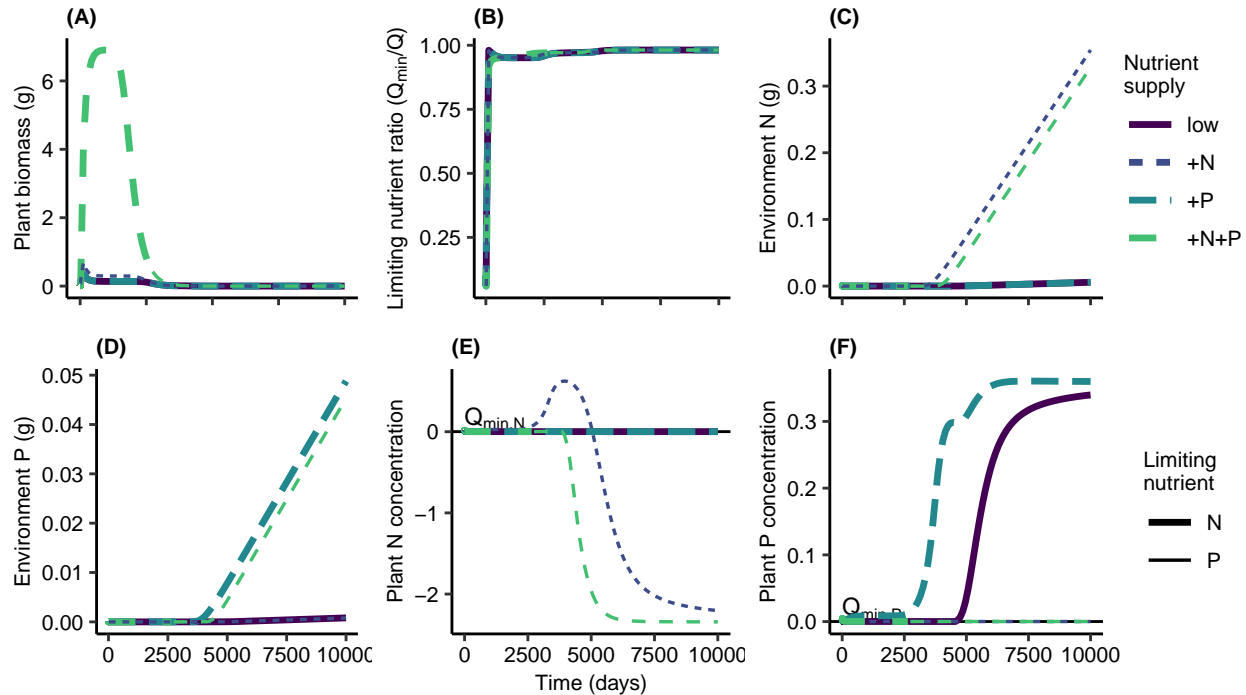 (A)
(B)
(C)
Plant biomass (g)
6
4
2
0
Limiting nutrient ratio (Qmin/Q)
1.00
0.75
0.50
0.25
Environment N (g)
0.3
0.2
0.1
0.0
Nutrient
supply
low
+N
+P
+N+P
(D)
(E)
(F)
Environment P (g)
0.05
0.04
0.03
0.02
0.01
0.00
0 2500 5000 7500 10000
Plant N concentration
0
−1
−2
Qmin,N
0 2500 5000 7500 10000
Time (days)
Plant P concentration
0.3
0.2
0.1
0.0
Qmin,P
0 2500 5000 7500 10000
Limiting
nutrient
N
P